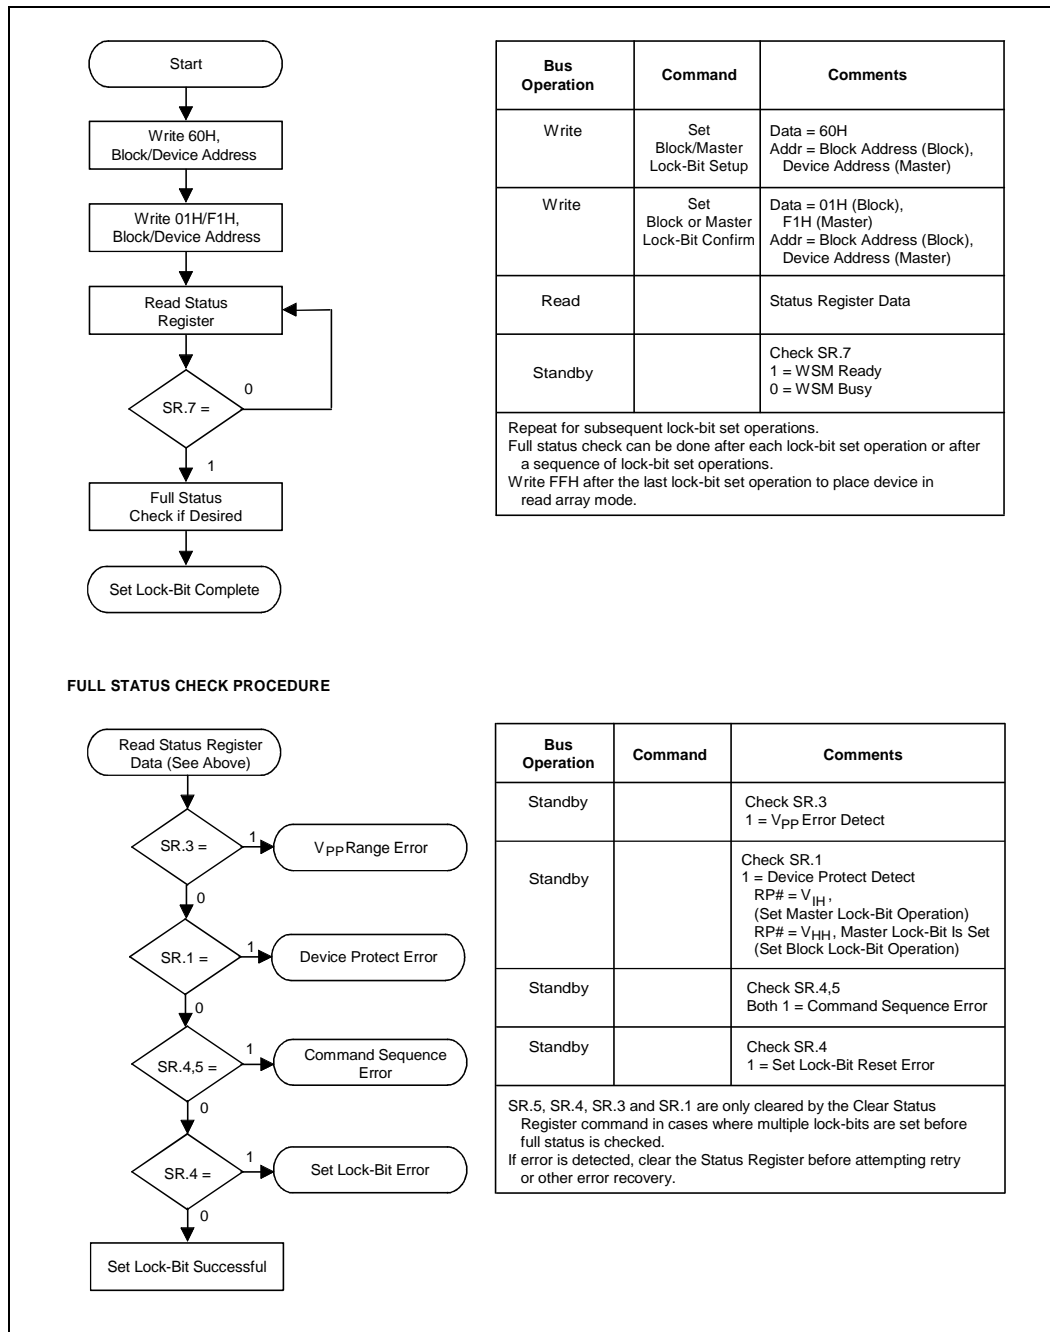 Start
Write 60H,
Block/Device Address
Write 01H/F1H,
Block/Device Address
Read Status
Register
0
SR.7 =
1
Full Status
Check if Desired
Set Lock-Bit Complete
Bus
Operation
Command
Comments
Write
Set
Block/Master
Lock-Bit Setup
Data = 60H
Addr = Block Address (Block),
Device Address (Master)
Write
Set
Block or Master
Lock-Bit Confirm
Data = 01H (Block),
F1H (Master)
Addr = Block Address (Block),
Device Address (Master)
Read
Status Register Data
Standby
Check SR.7
1 = WSM Ready
0 = WSM Busy
Repeat for subsequent lock-bit set operations.
Full status check can be done after each lock-bit set operation or after
a sequence of lock-bit set operations.
Write FFH after the last lock-bit set operation to place device in
read array mode.
FULL STATUS CHECK PROCEDURE
Read Status Register
Data (See Above)
SR.3 =
1
VPP Range Error
0
SR.1 =
1
Device Protect Error
0
SR.4,5 =
1
Command Sequence
Error
0
SR.4 =
1
Set Lock-Bit Error
0
Set Lock-Bit Successful
Bus
Operation
Command
Comments
Standby
Check SR.3
1 = VPP Error Detect
Standby
Check SR.1
1 = Device Protect Detect
RP# = VIH,
(Set Master Lock-Bit Operation)
RP# = VHH, Master Lock-Bit Is Set
(Set Block Lock-Bit Operation)
Standby
Check SR.4,5
Both 1 = Command Sequence Error
Standby
Check SR.4
1 = Set Lock-Bit Reset Error
SR.5, SR.4, SR.3 and SR.1 are only cleared by the Clear Status
Register command in cases where multiple lock-bits are set before
full status is checked.
If error is detected, clear the Status Register before attempting retry
or other error recovery.